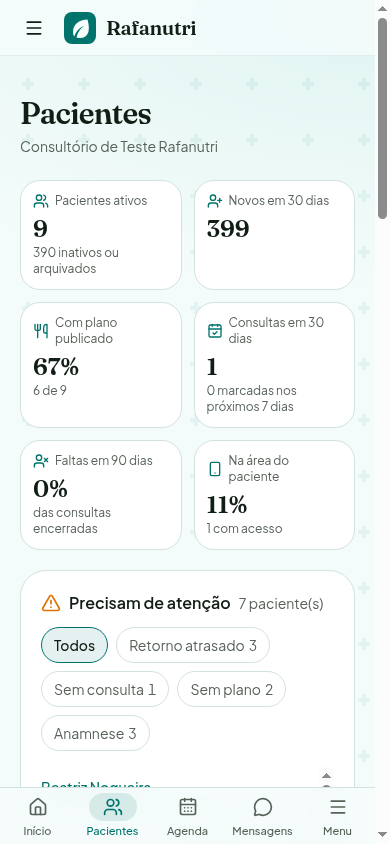 Rafanutri
Pacientes
Consultório de Teste Rafanutri
Pacientes ativos
9
390 inativos ou
arquivados
Novos em 30 dias
399
Com plano
publicado
67%
6 de 9
Consultas em 30
dias
1
0 marcadas nos
próximos 7 dias
Faltas em 90 dias
0%
das consultas
encerradas
Na área do
paciente
11%
1 com acesso
Precisam de atenção 7 paciente(s)
Todos
Retorno atrasado 3
Sem consulta 1
Sem plano 2
Anamnese 3
Beatriz Nogueira
Início
Pacientes
Agenda
Mensagens
Menu